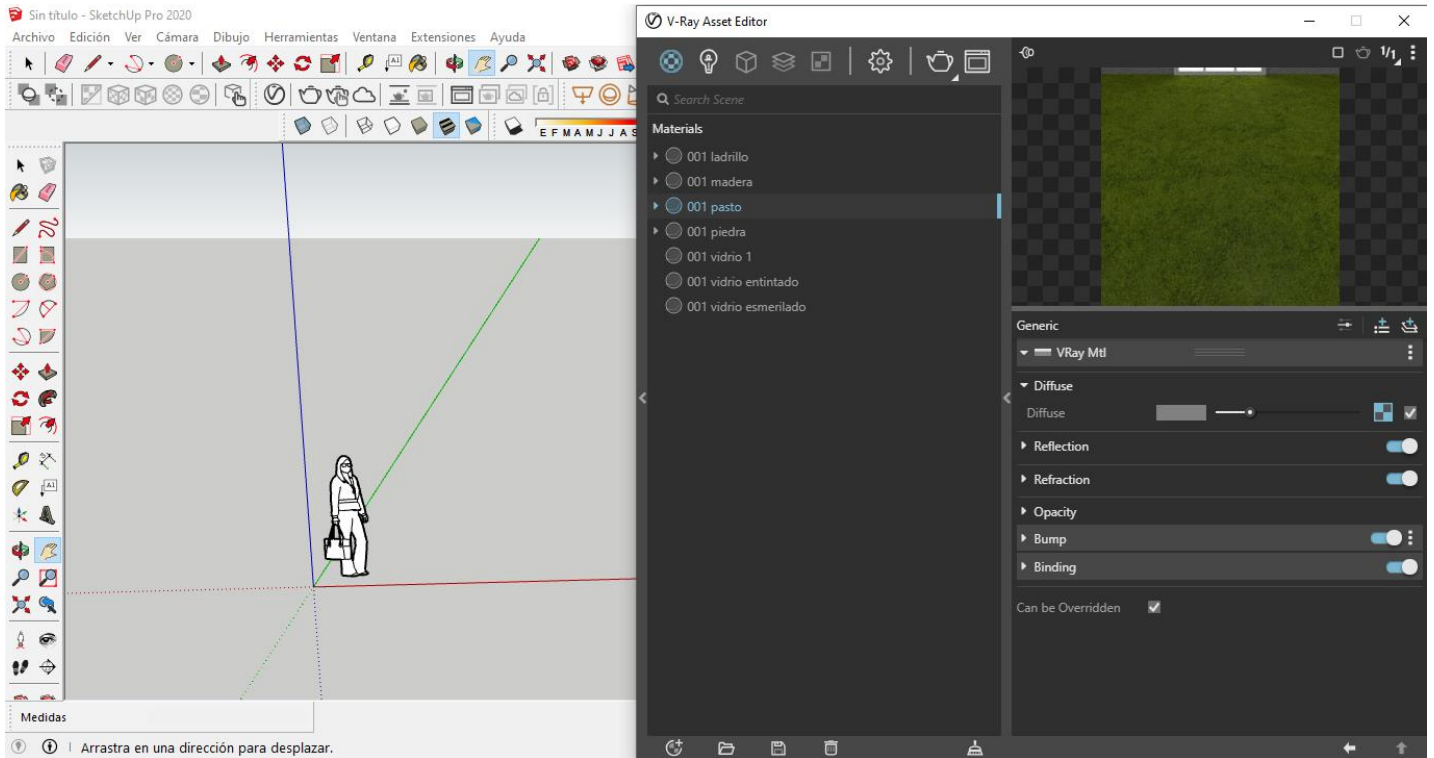 Sin título - SketchUp Pro 2020
Archivo Edición Ver Cámara Dibujo Herramientas Ventana Extensiones Ayuda
E F M A M J J A S
A1
Medidas
Arrastra en una dirección para desplazar.
V-Ray Asset Editor
Search Scene
Materials
001 ladrillo
001 madera
001 pasto
001 piedra
001 vidrio 1
001 vidrio entintado
001 vidrio esmerilado
1/1
Generic
VRay Mtl
Diffuse
Diffuse
Reflection
Refraction
Opacity
Bump
Binding
Can be Overridden